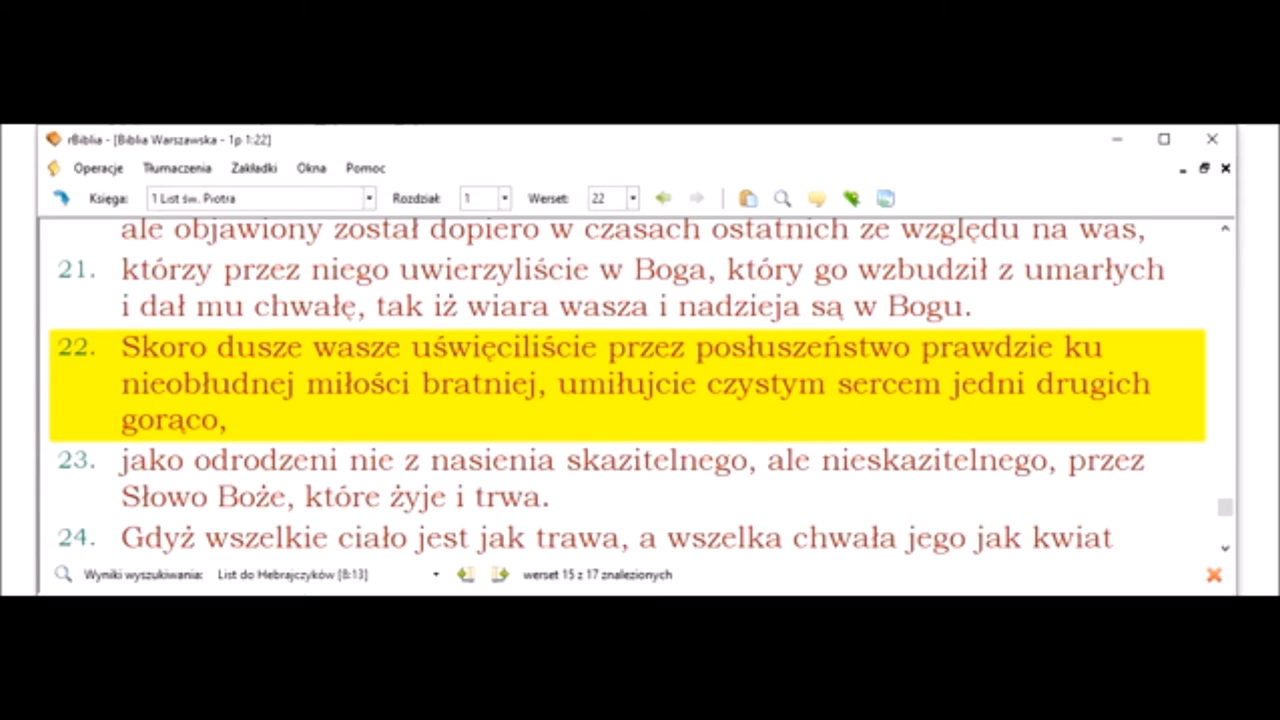 rBiblia - [Biblia Warszawska - 1p 1:22]
Operacje Tłumaczenia Zakładki Okna Pomoc
Księga: 1 List św. Piotra Rozdział: 1 Werset: 22
ale objawiony został dopiero w czasach ostatnich ze względu na was,
21. którzy przez niego uwierzyliście w Boga, który go wzbudził z umarłych
i dał mu chwałę, tak iż wiara wasza i nadzieja są w Bogu.
22. Skoro dusze wasze uświęciliście przez posłuszeństwo prawdzie ku
nieobłudnej miłości bratniej, umiłujcie czystym sercem jedni drugich
gorąco,
23. jako odrodzeni nie z nasienia skazitelnego, ale nieskazitelnego, przez
Słowo Boże, które żyje i trwa.
24. Gdyż wszelkie ciało jest jak trawa, a wszelka chwała jego jak kwiat
Wyniki wyszukiwania: List do Hebrajczyków [8:13] werset 15 z 17 znalezionych